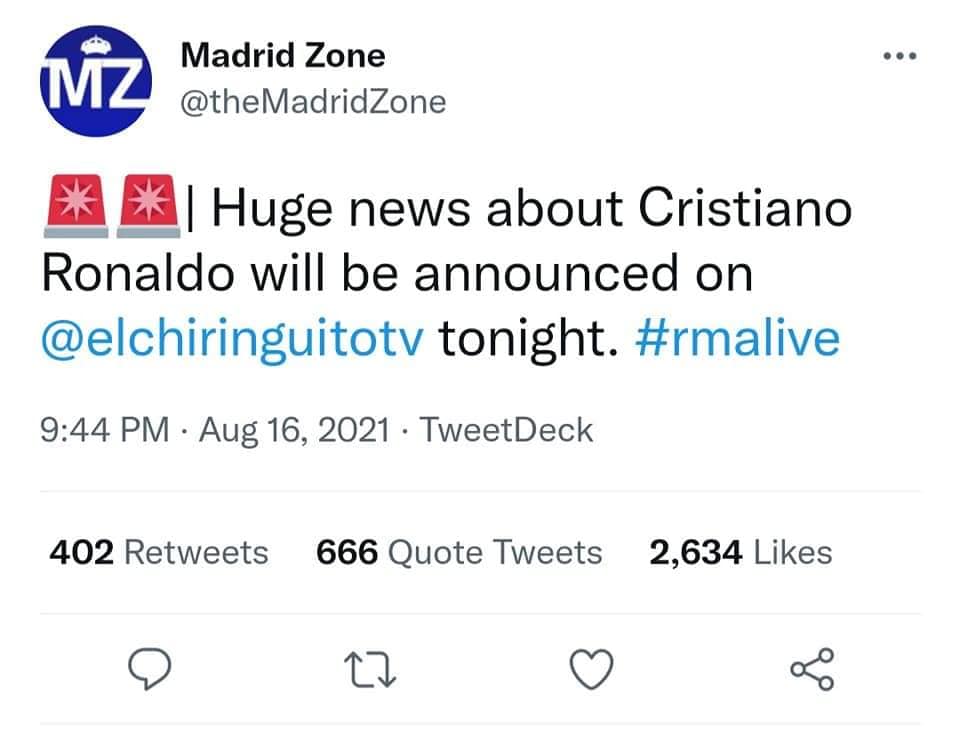 MZ
Madrid Zone
@theMadridZone
🚨🚨| Huge news about Cristiano
Ronaldo will be announced on
@elchiringuitotv tonight. #rmalive
9:44 PM · Aug 16, 2021 · TweetDeck
402 Retweets 666 Quote Tweets 2,634 Likes